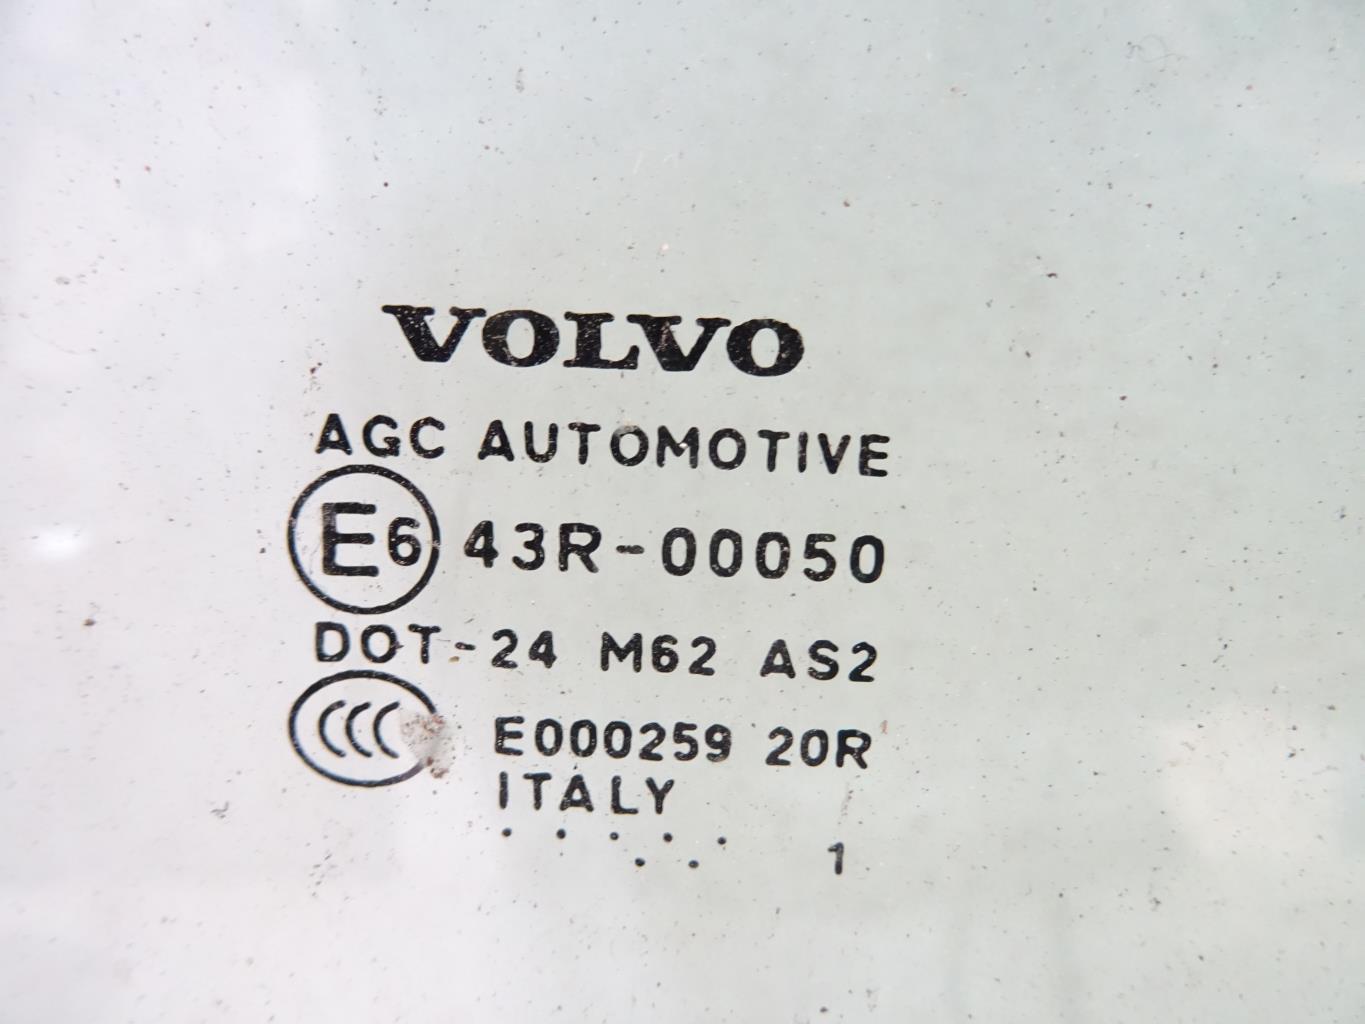 VOLVO
AGC AUTOMOTIVE
E6 43R-00050
DOT-24 M62 AS2
CCC E000259 20R
ITALY
. . . . . . . 1